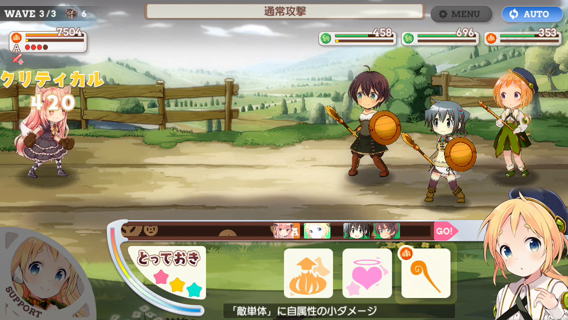 WAVE 3/3 6
通常攻撃
MENU
AUTO
7504
A
458
696
353
クリティカル
420
GO!
とっておき
SUPPORT
「敵単体」に自属性の小ダメージ